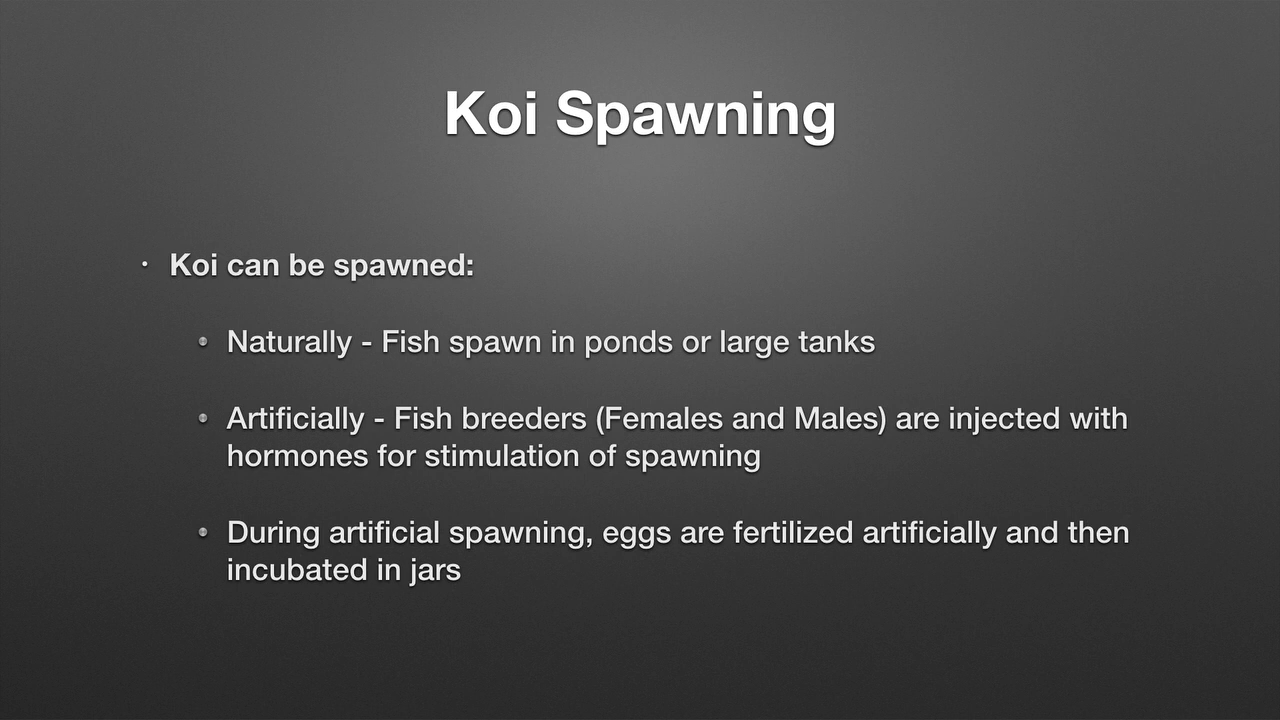 Koi Spawning
Koi can be spawned:
Naturally - Fish spawn in ponds or large tanks
Artificially - Fish breeders (Females and Males) are injected with
hormones for stimulation of spawning
During artificial spawning, eggs are fertilized artificially and then
incubated in jars